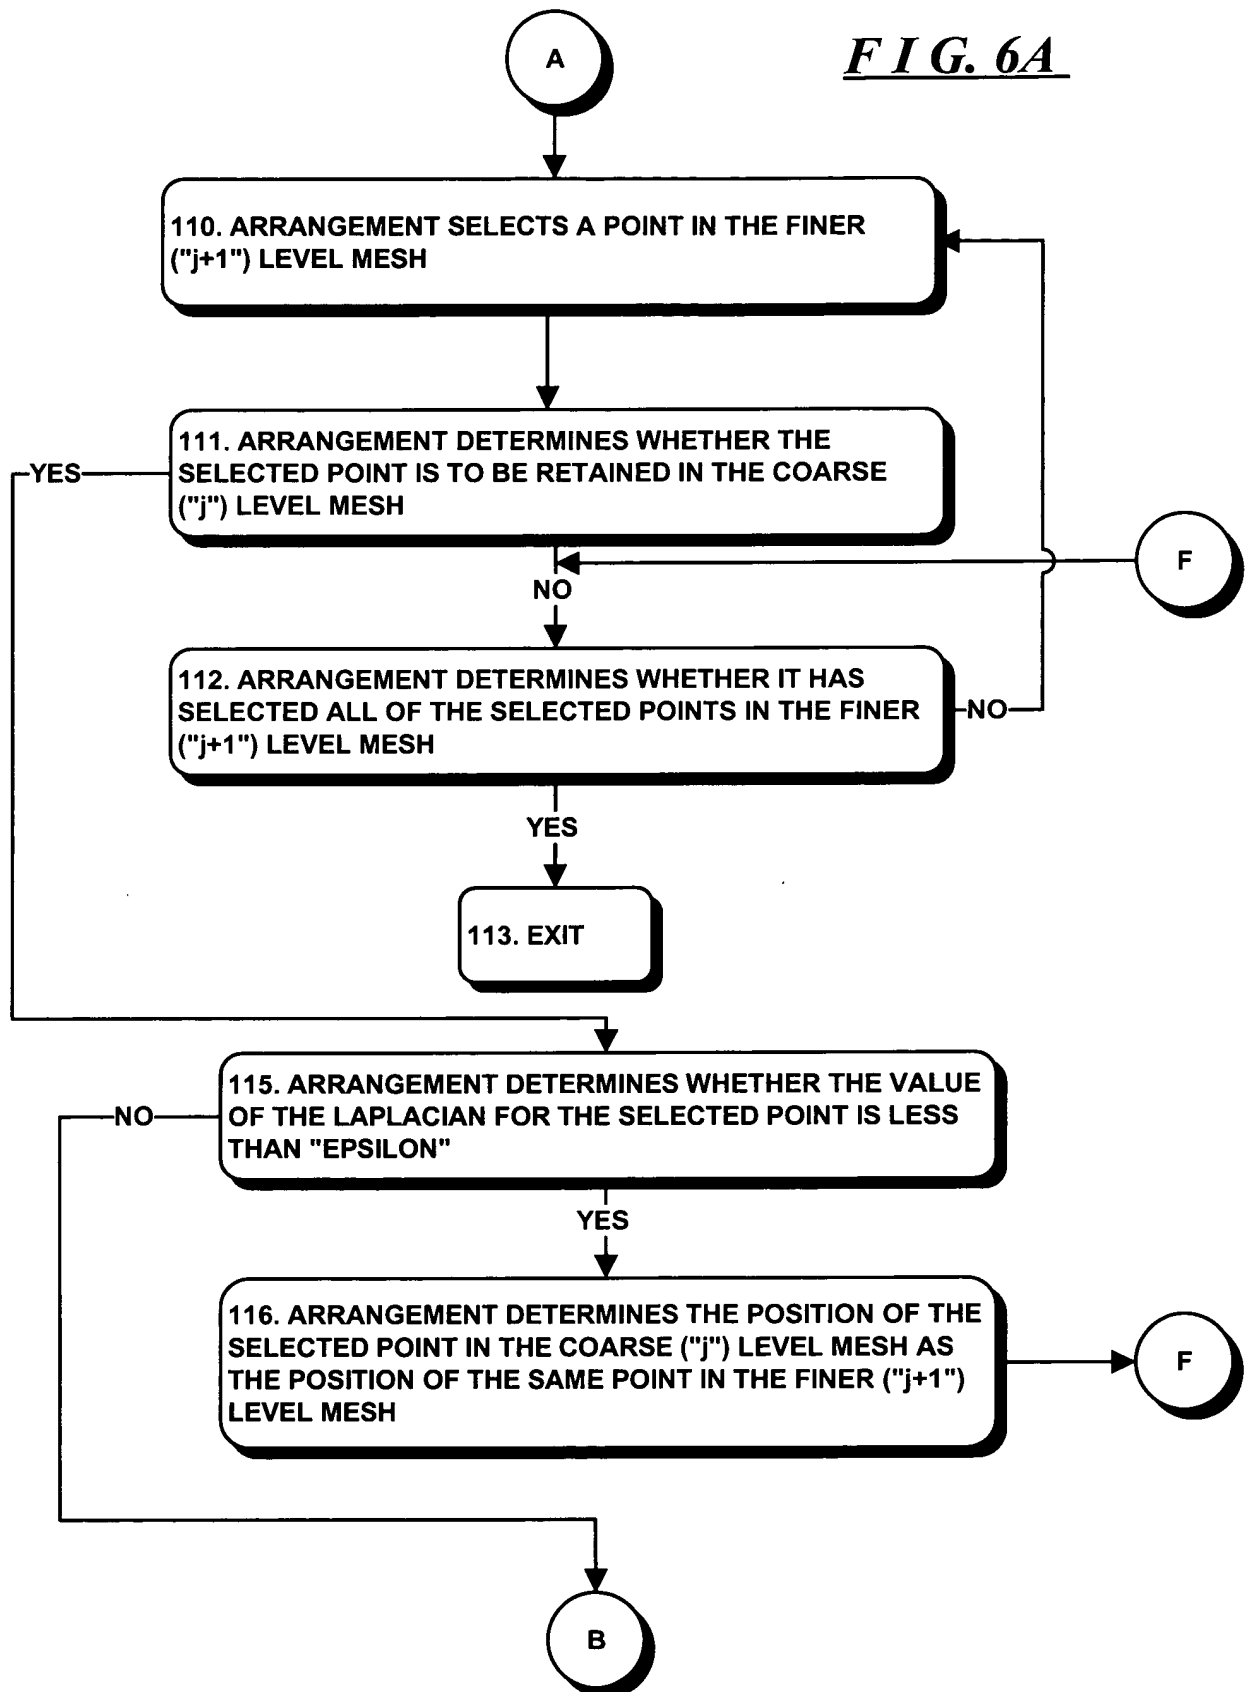 A
F I G. 6A
110. ARRANGEMENT SELECTS A POINT IN THE FINER
("j+1") LEVEL MESH
111. ARRANGEMENT DETERMINES WHETHER THE
SELECTED POINT IS TO BE RETAINED IN THE COARSE
("j") LEVEL MESH
YES
F
NO
112. ARRANGEMENT DETERMINES WHETHER IT HAS
SELECTED ALL OF THE SELECTED POINTS IN THE FINER
("j+1") LEVEL MESH
NO
YES
113. EXIT
115. ARRANGEMENT DETERMINES WHETHER THE VALUE
OF THE LAPLACIAN FOR THE SELECTED POINT IS LESS
THAN "EPSILON"
NO
YES
116. ARRANGEMENT DETERMINES THE POSITION OF THE
SELECTED POINT IN THE COARSE ("j") LEVEL MESH AS
THE POSITION OF THE SAME POINT IN THE FINER ("j+1")
LEVEL MESH
F
B